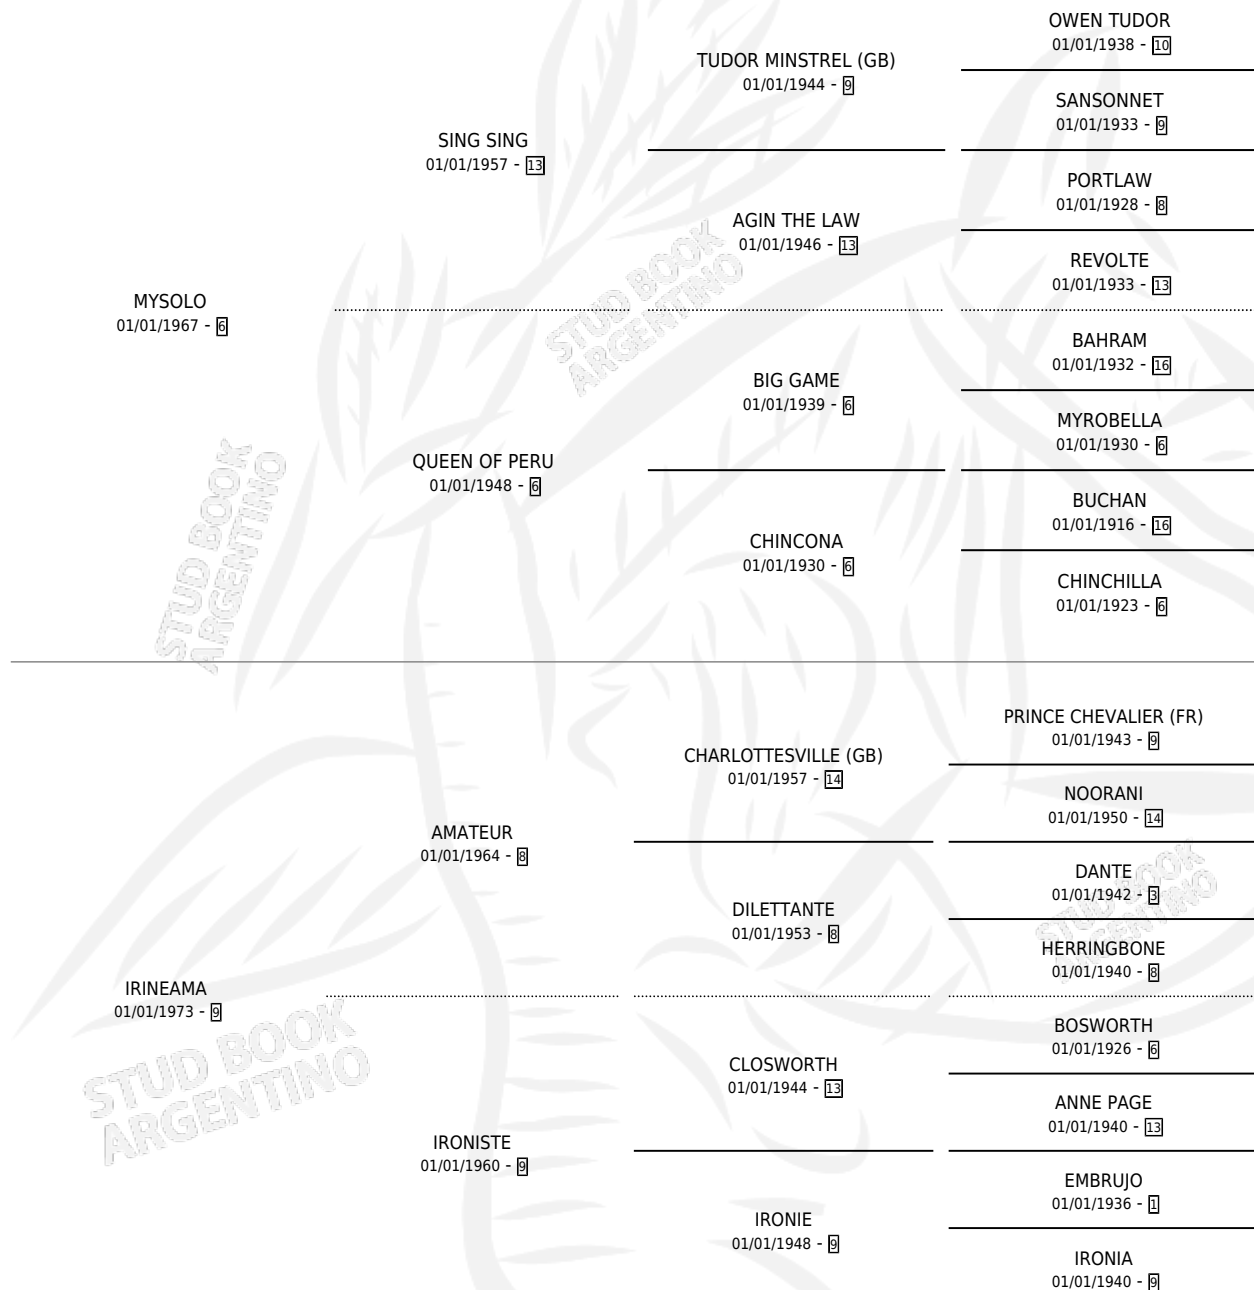 OWEN TUDOR
01/01/1938 - 10
TUDOR MINSTREL (GB)
01/01/1944 - 9
SANSONNET
01/01/1933 - 9
SING SING
01/01/1957 - 13
PORTLAW
01/01/1928 - 8
AGIN THE LAW
01/01/1946 - 13
REVOLTE
01/01/1933 - 13
MYSOLO
01/01/1967 - 6
BAHRAM
01/01/1932 - 16
BIG GAME
01/01/1939 - 6
MYROBELLA
01/01/1930 - 6
QUEEN OF PERU
01/01/1948 - 6
BUCHAN
01/01/1916 - 16
CHINCONA
01/01/1930 - 6
CHINCHILLA
01/01/1923 - 6
PRINCE CHEVALIER (FR)
01/01/1943 - 9
CHARLOTTESVILLE (GB)
01/01/1957 - 14
NOORANI
01/01/1950 - 14
AMATEUR
01/01/1964 - 8
DANTE
01/01/1942 - 3
DILETTANTE
01/01/1953 - 8
HERRINGBONE
01/01/1940 - 8
IRINEAMA
01/01/1973 - 9
BOSWORTH
01/01/1926 - 6
CLOSWORTH
01/01/1944 - 13
ANNE PAGE
01/01/1940 - 13
IRONISTE
01/01/1960 - 9
EMBRUJO
01/01/1936 - 1
IRONIE
01/01/1948 - 9
IRONIA
01/01/1940 - 9
STUD BOOK
ARGENTINO
STUD BOOK
ARGENTINO
STUD BOOK
ARGENTINO
STUD BOOK
ARGENTINO